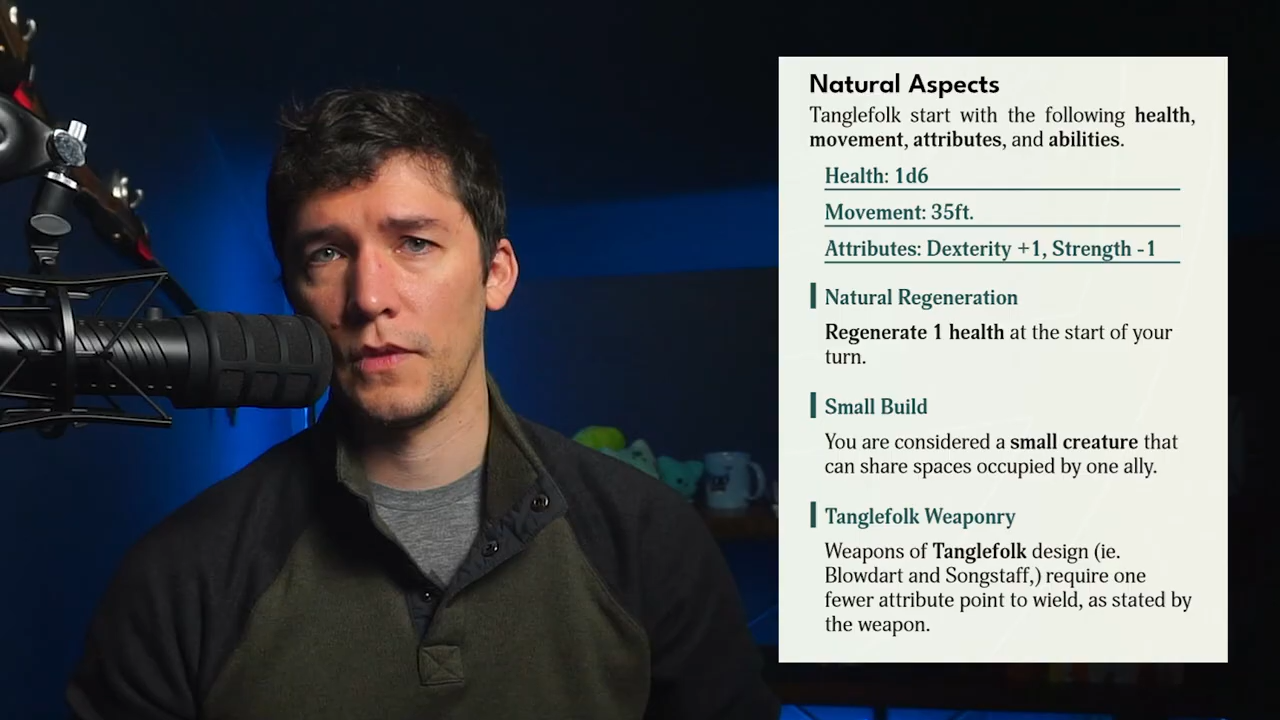 Natural Aspects
Tanglefolk start with the following health,
movement, attributes, and abilities.
Health: 1d6
Movement: 35ft.
Attributes: Dexterity +1, Strength -1
Natural Regeneration
Regenerate 1 health at the start of your
turn.
Small Build
You are considered a small creature that
can share spaces occupied by one ally.
Tanglefolk Weaponry
Weapons of Tanglefolk design (ie.
Blowdart and Songstaff,) require one
fewer attribute point to wield, as stated by
the weapon.